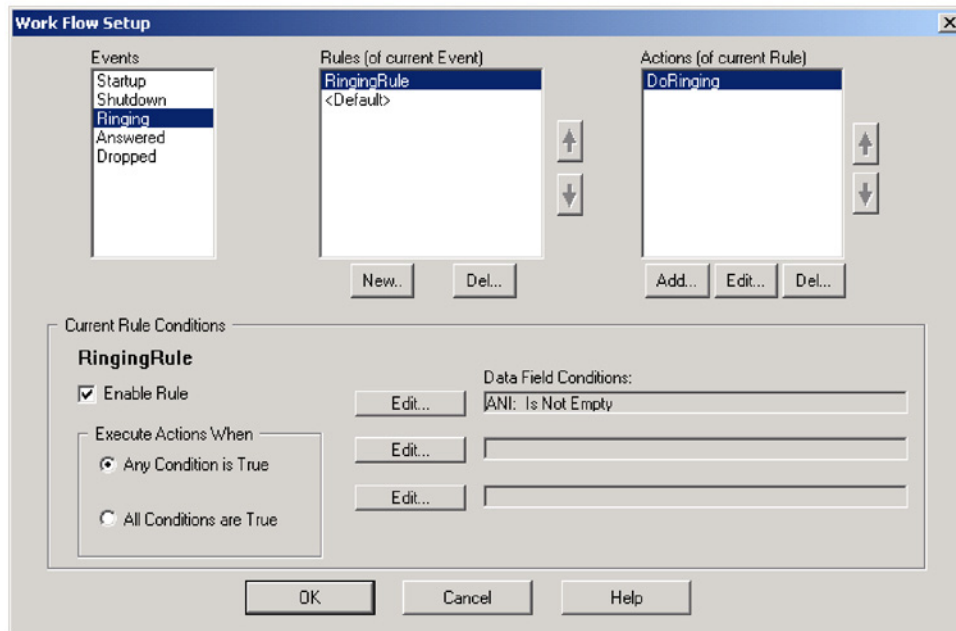 Work Flow Setup
Events
Startup
Shutdown
Ringing
Answered
Dropped
Rules (of current Event)
RingingRule
<Default>
New..
Del...
Actions (of current Rule)
DoRinging
Add...
Edit...
Del...
Current Rule Conditions
RingingRule
Enable Rule
Execute Actions When
Any Condition is True
All Conditions are True
Data Field Conditions:
Edit...
ANI: Is Not Empty
Edit...
Edit...
OK
Cancel
Help